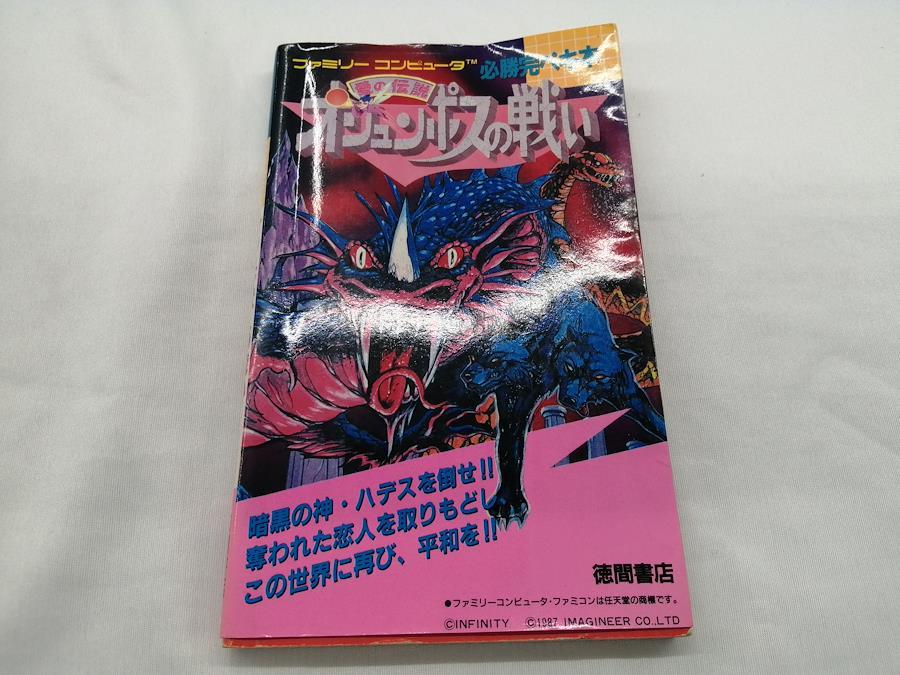 ファミリー コンピュータ™
必勝完ペキ本
愛の伝説
オリュンポスの戦い
暗黒の神・ハデスを倒せ!!
奪われた恋人を取りもどし
この世界に再び、平和を!!
徳間書店
●ファミリーコンピュータ・ファミコンは任天堂の商標です。
©INFINITY ©1987 IMAGINEER CO.,LTD